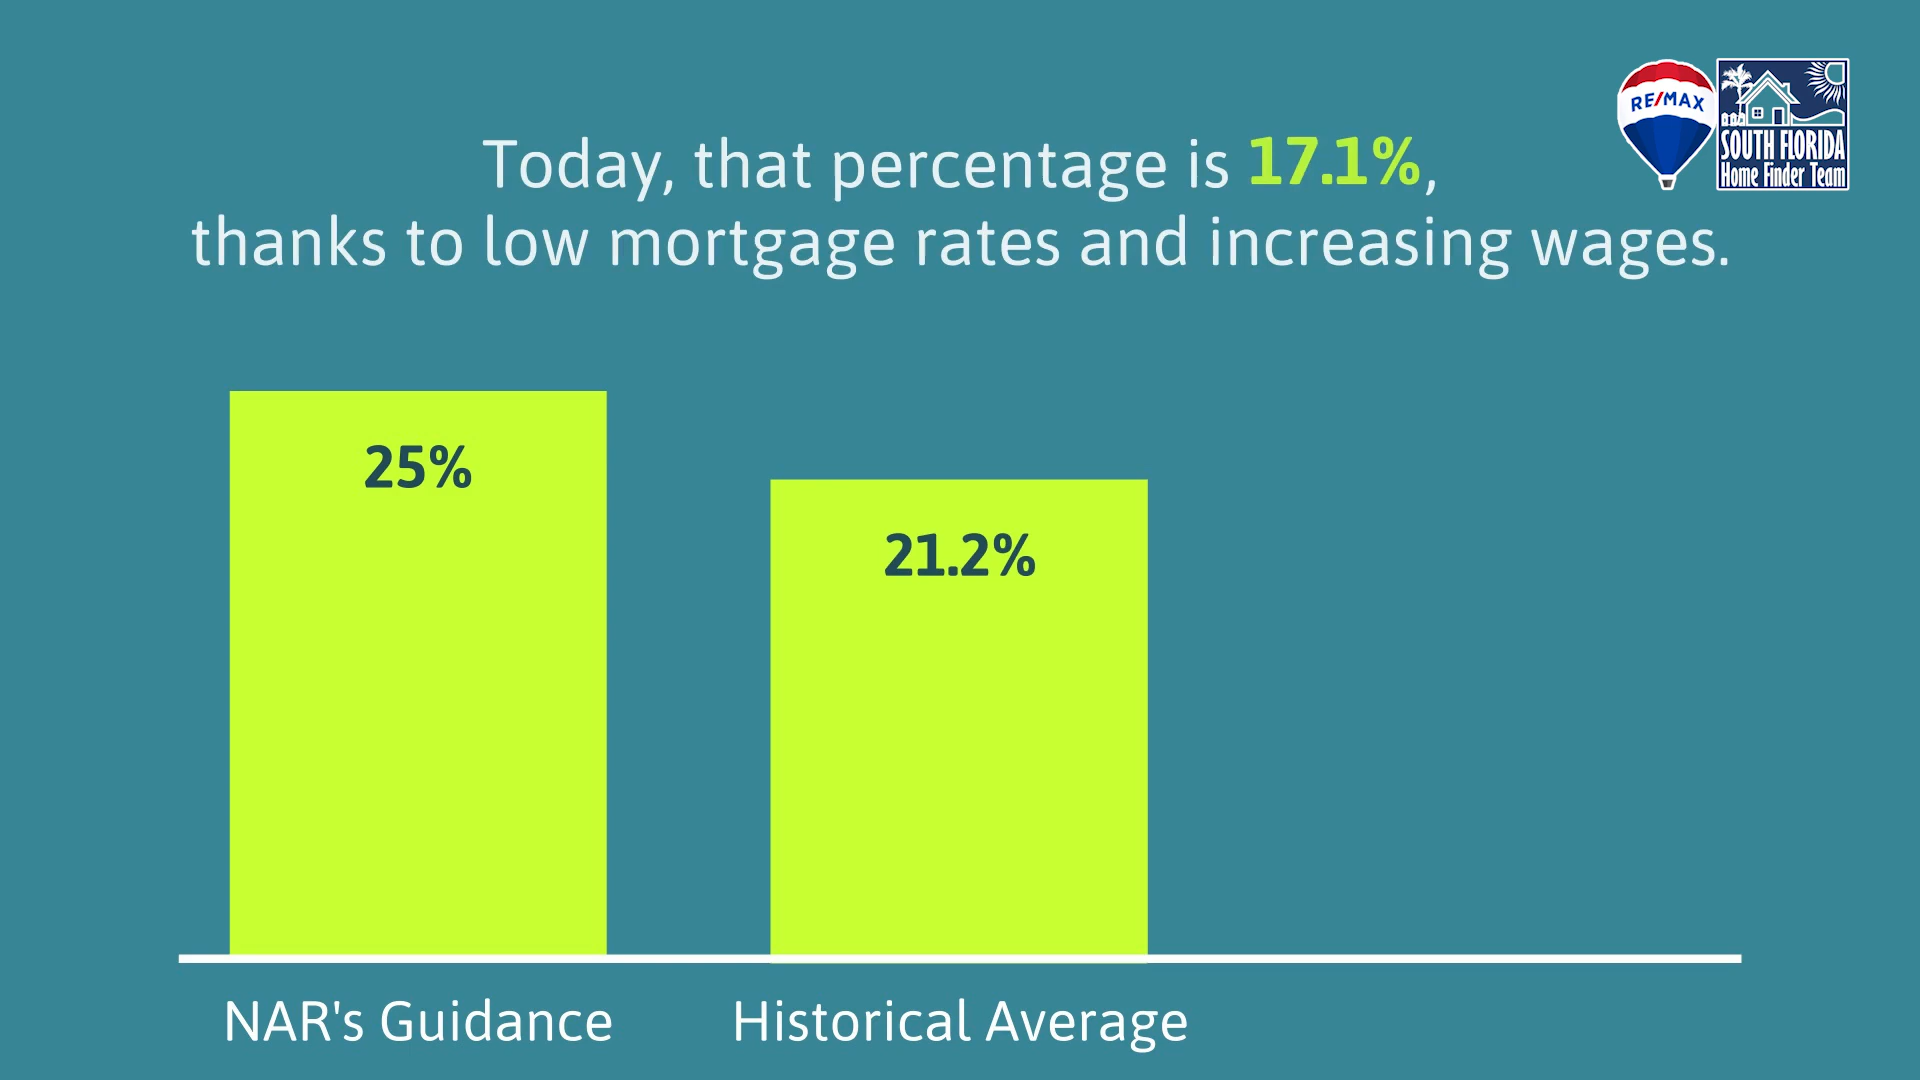 Today, that percentage is 17.1%,
thanks to low mortgage rates and increasing wages.
RE/MAX
SOUTH FLORIDA
Home Finder Team
25%
21.2%
NAR's Guidance
Historical Average